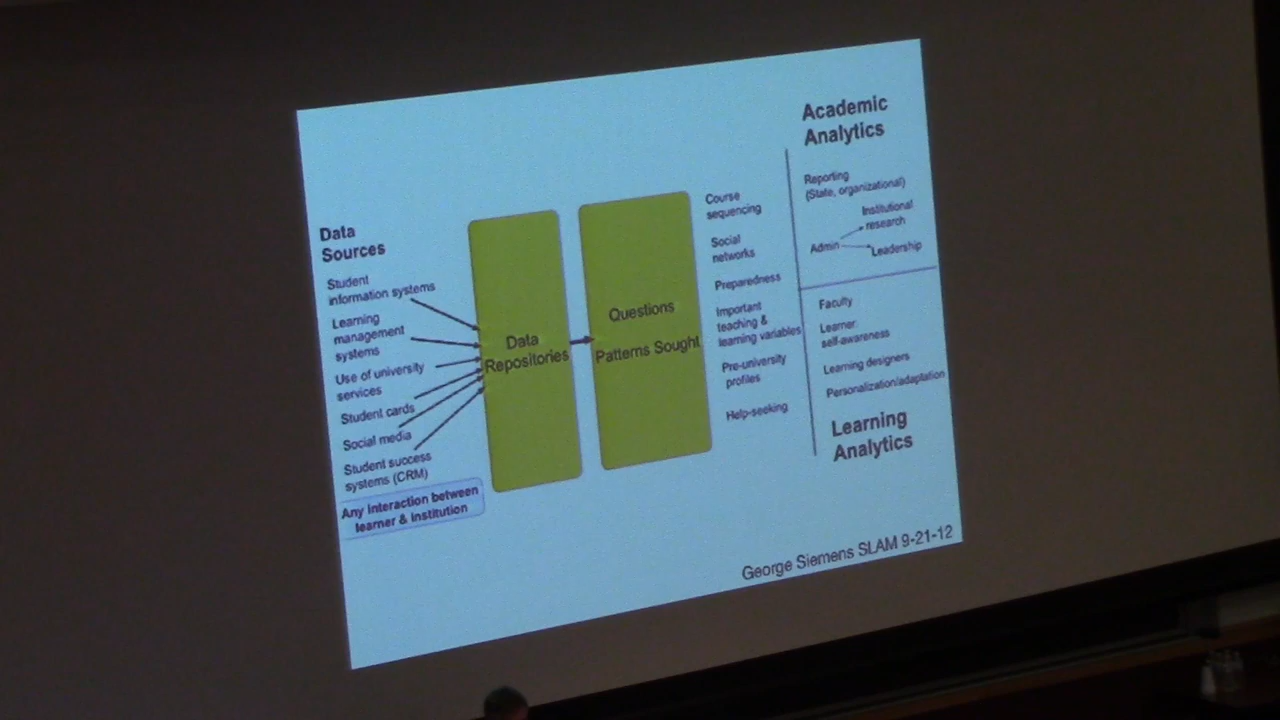 Data
Sources
Student
information systems
Learning
management
systems
Use of university
services
Student cards
Social media
Student success
systems (CRM)
Any interaction between
learner & institution
Data
Repositories
Questions
Patterns Sought
Course
sequencing
Social
networks
Preparedness
Important
teaching &
learning variables
Pre-university
profiles
Help-seeking
Academic
Analytics
Reporting
(State, organizational)
Institutional
research
Admin
Leadership
Faculty
Learner
self-awareness
Learning designers
Personalization/adaptation
Learning
Analytics
George Siemens SLAM 9-21-12